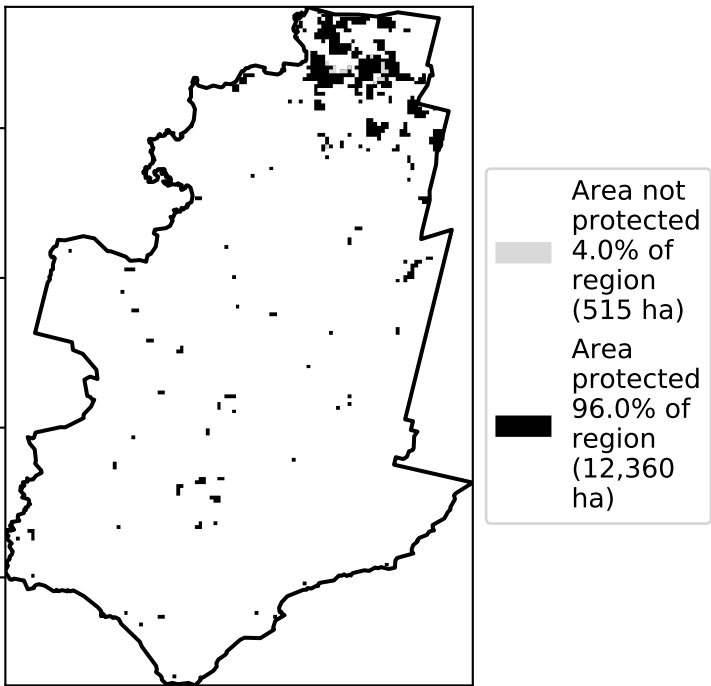 Area not
protected
4.0% of
region
(515 ha)
Area
protected
96.0% of
region
(12,360
ha)